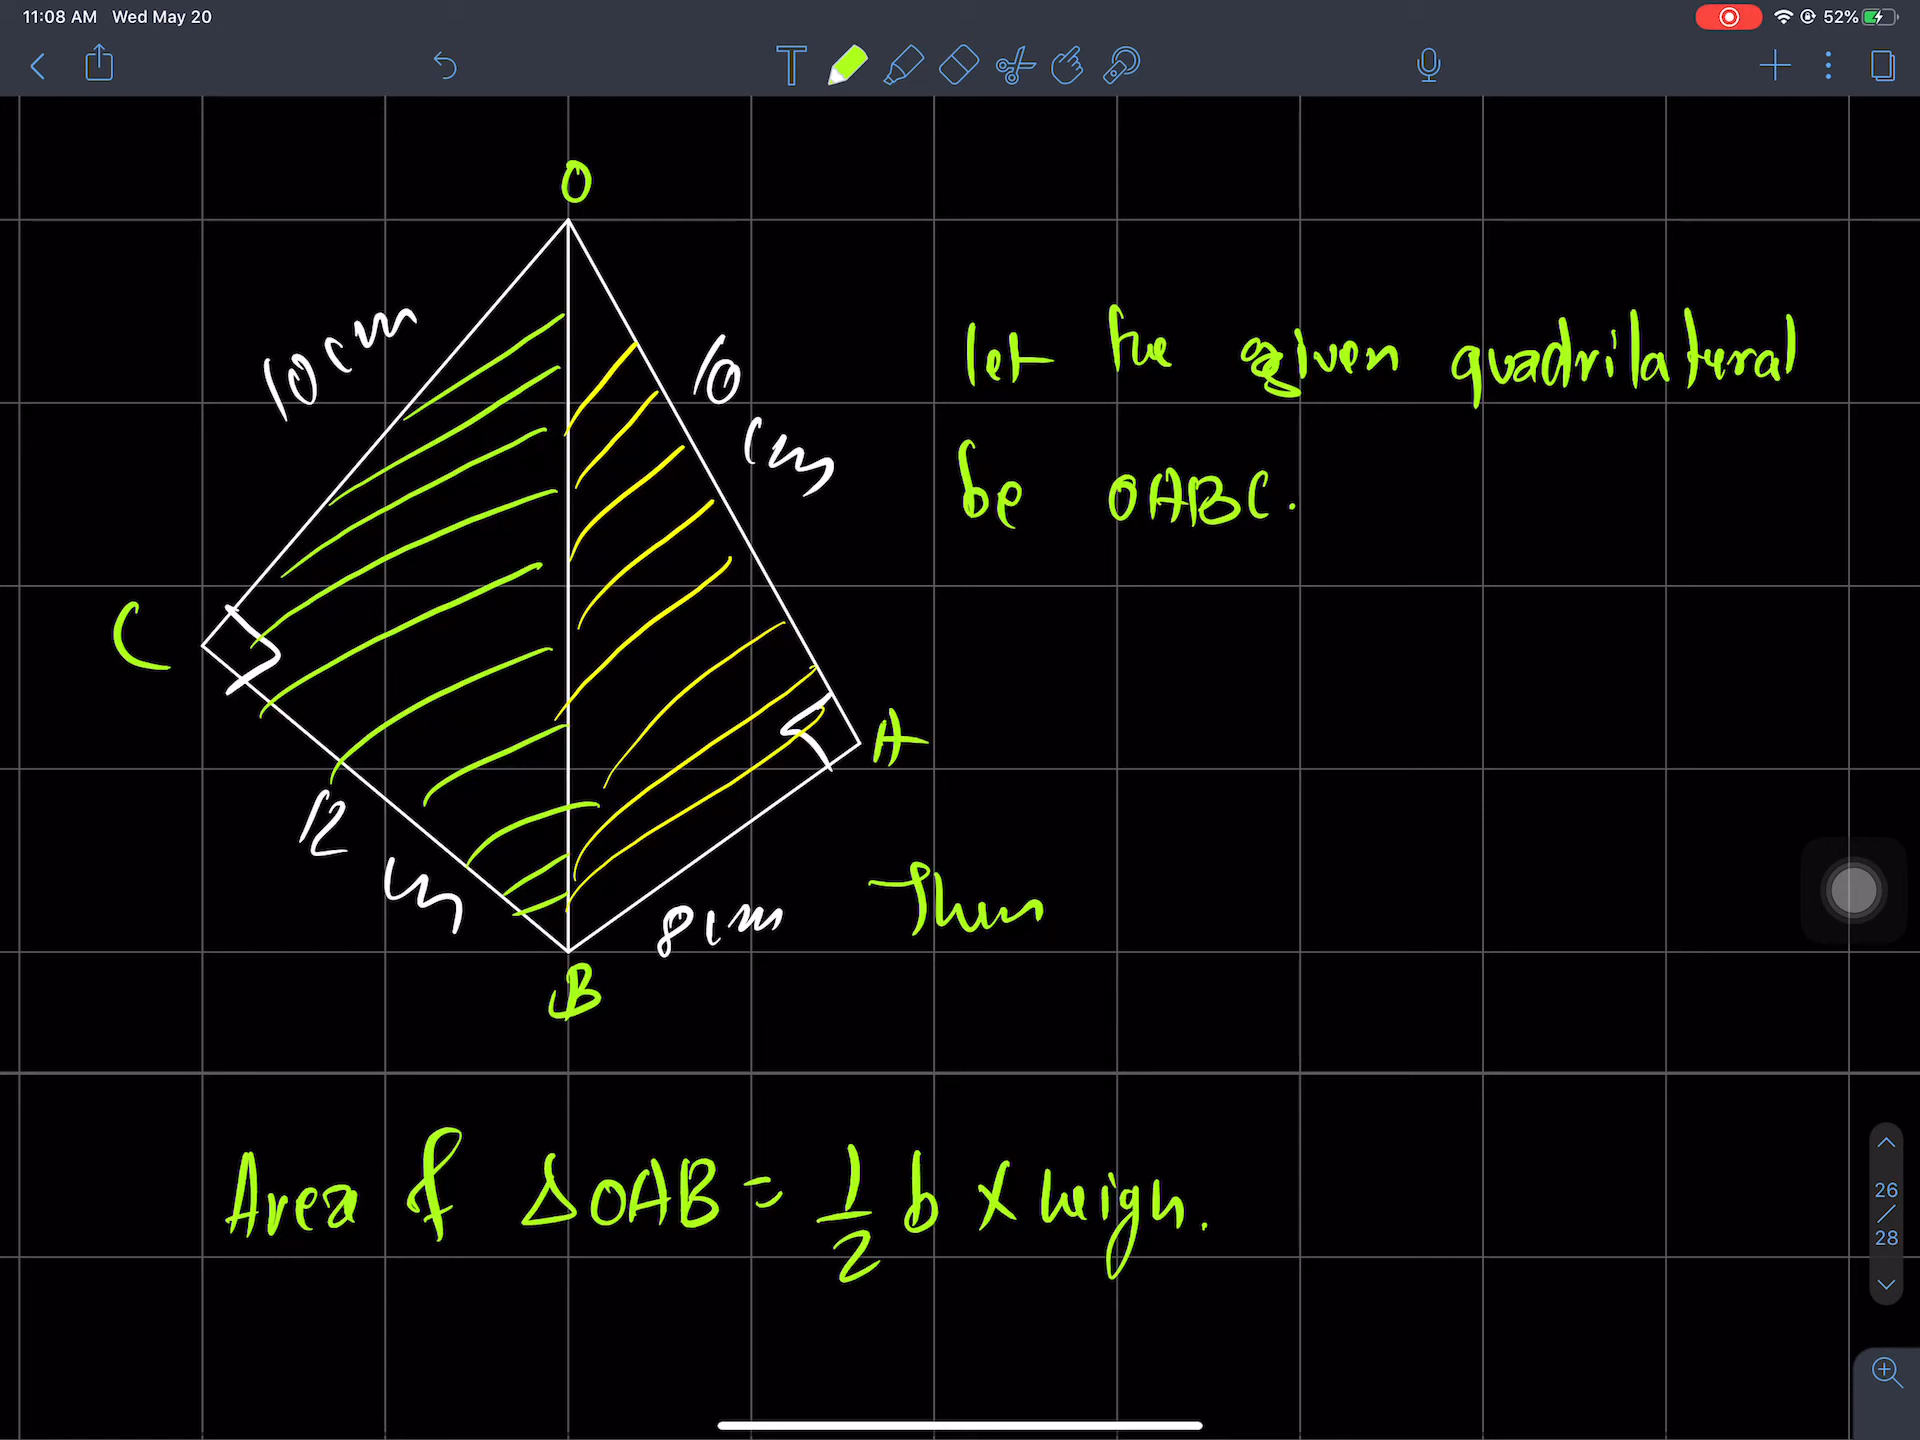 11:08 AM Wed May 20
52%
T
O
10cm
10
cm
let the given quadrilateral
be OABC.
C
A
12
cm
8cm
Then
B
Area of ΔOAB = 1/2 b × heigh.
26
/
28